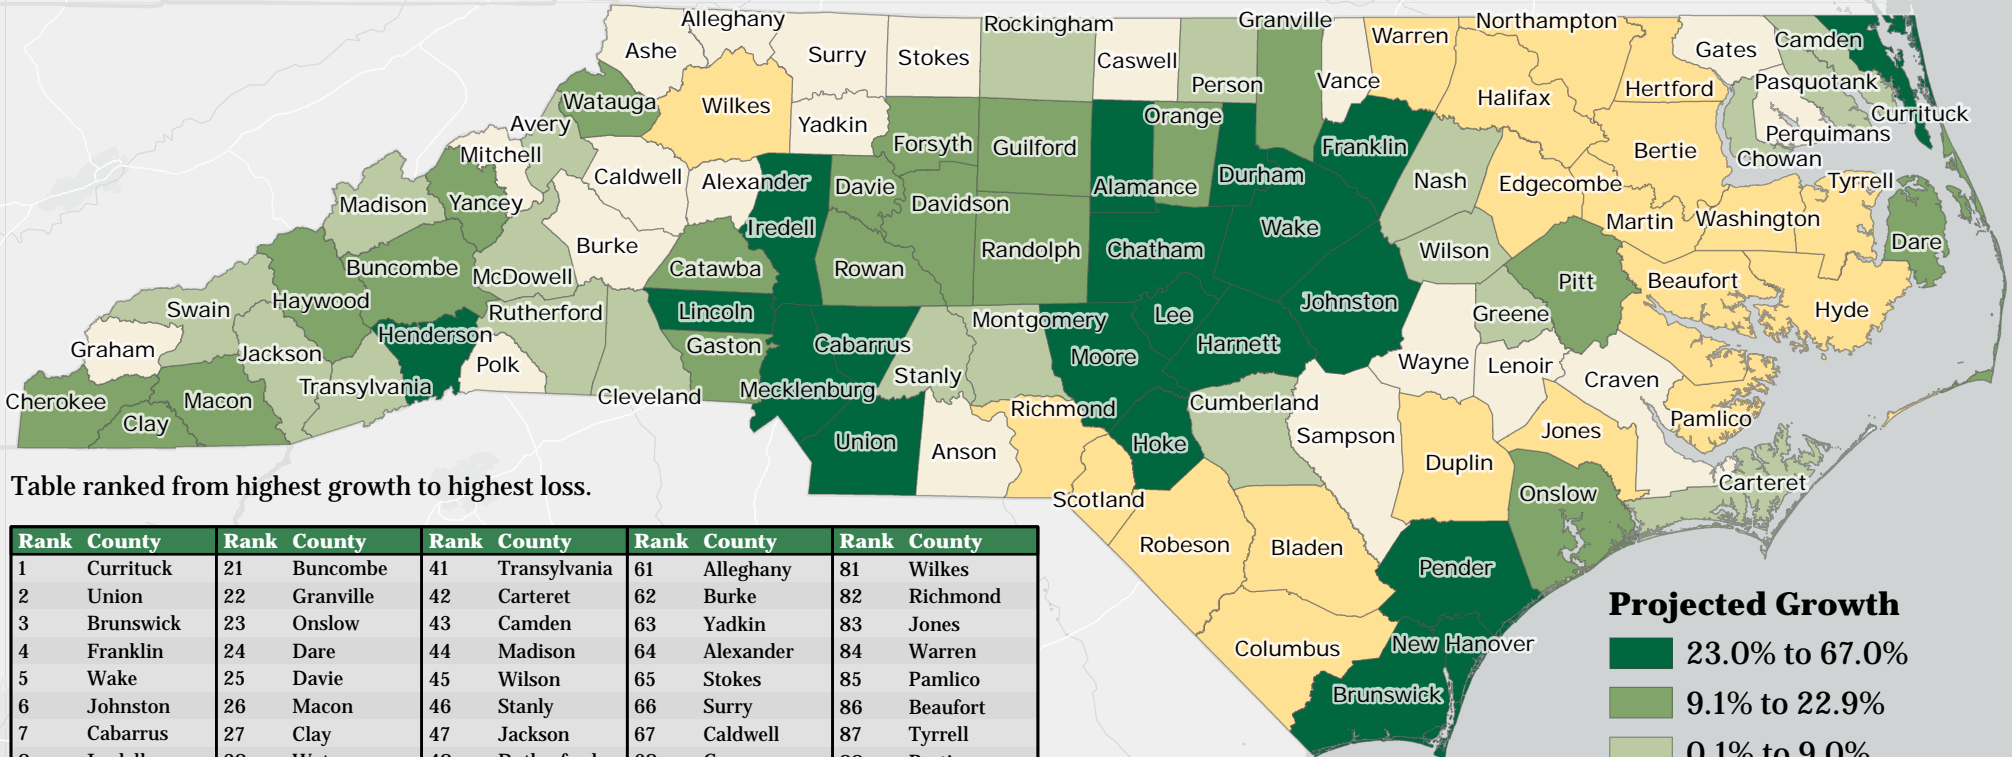 Alleghany
Rockingham
Granville
Northampton
Ashe
Surry
Stokes
Caswell
Warren
Gates
Camden
Person
Vance
Halifax
Hertford
Pasquotank
Watauga
Wilkes
Currituck
Avery
Yadkin
Orange
Perquimans
Mitchell
Forsyth
Guilford
Franklin
Bertie
Chowan
Caldwell
Alexander
Davie
Alamance
Durham
Nash
Edgecombe
Tyrrell
Madison
Yancey
Davidson
Iredell
Wake
Martin
Washington
Burke
Randolph
Chatham
Wilson
Dare
Buncombe
McDowell
Catawba
Rowan
Pitt
Beaufort
Swain
Haywood
Rutherford
Lincoln
Montgomery
Lee
Johnston
Greene
Hyde
Henderson
Graham
Jackson
Gaston
Cabarrus
Moore
Harnett
Polk
Stanly
Wayne
Lenoir
Craven
Cherokee
Macon
Transylvania
Cleveland
Mecklenburg
Clay
Richmond
Cumberland
Pamlico
Union
Anson
Hoke
Sampson
Jones
Duplin
Scotland
Onslow
Carteret
Robeson
Bladen
Pender
Columbus
New Hanover
Brunswick
Table ranked from highest growth to highest loss.
Rank County Rank County Rank County Rank County Rank County
1 Currituck 21 Buncombe 41 Transylvania 61 Alleghany 81 Wilkes
2 Union 22 Granville 42 Carteret 62 Burke 82 Richmond
3 Brunswick 23 Onslow 43 Camden 63 Yadkin 83 Jones
4 Franklin 24 Dare 44 Madison 64 Alexander 84 Warren
5 Wake 25 Davie 45 Wilson 65 Stokes 85 Pamlico
6 Johnston 26 Macon 46 Stanly 66 Surry 86 Beaufort
7 Cabarrus 27 Clay 47 Jackson 67 Caldwell 87 Tyrrell
Projected Growth
23.0% to 67.0%
9.1% to 22.9%
0.1% to 9.0%